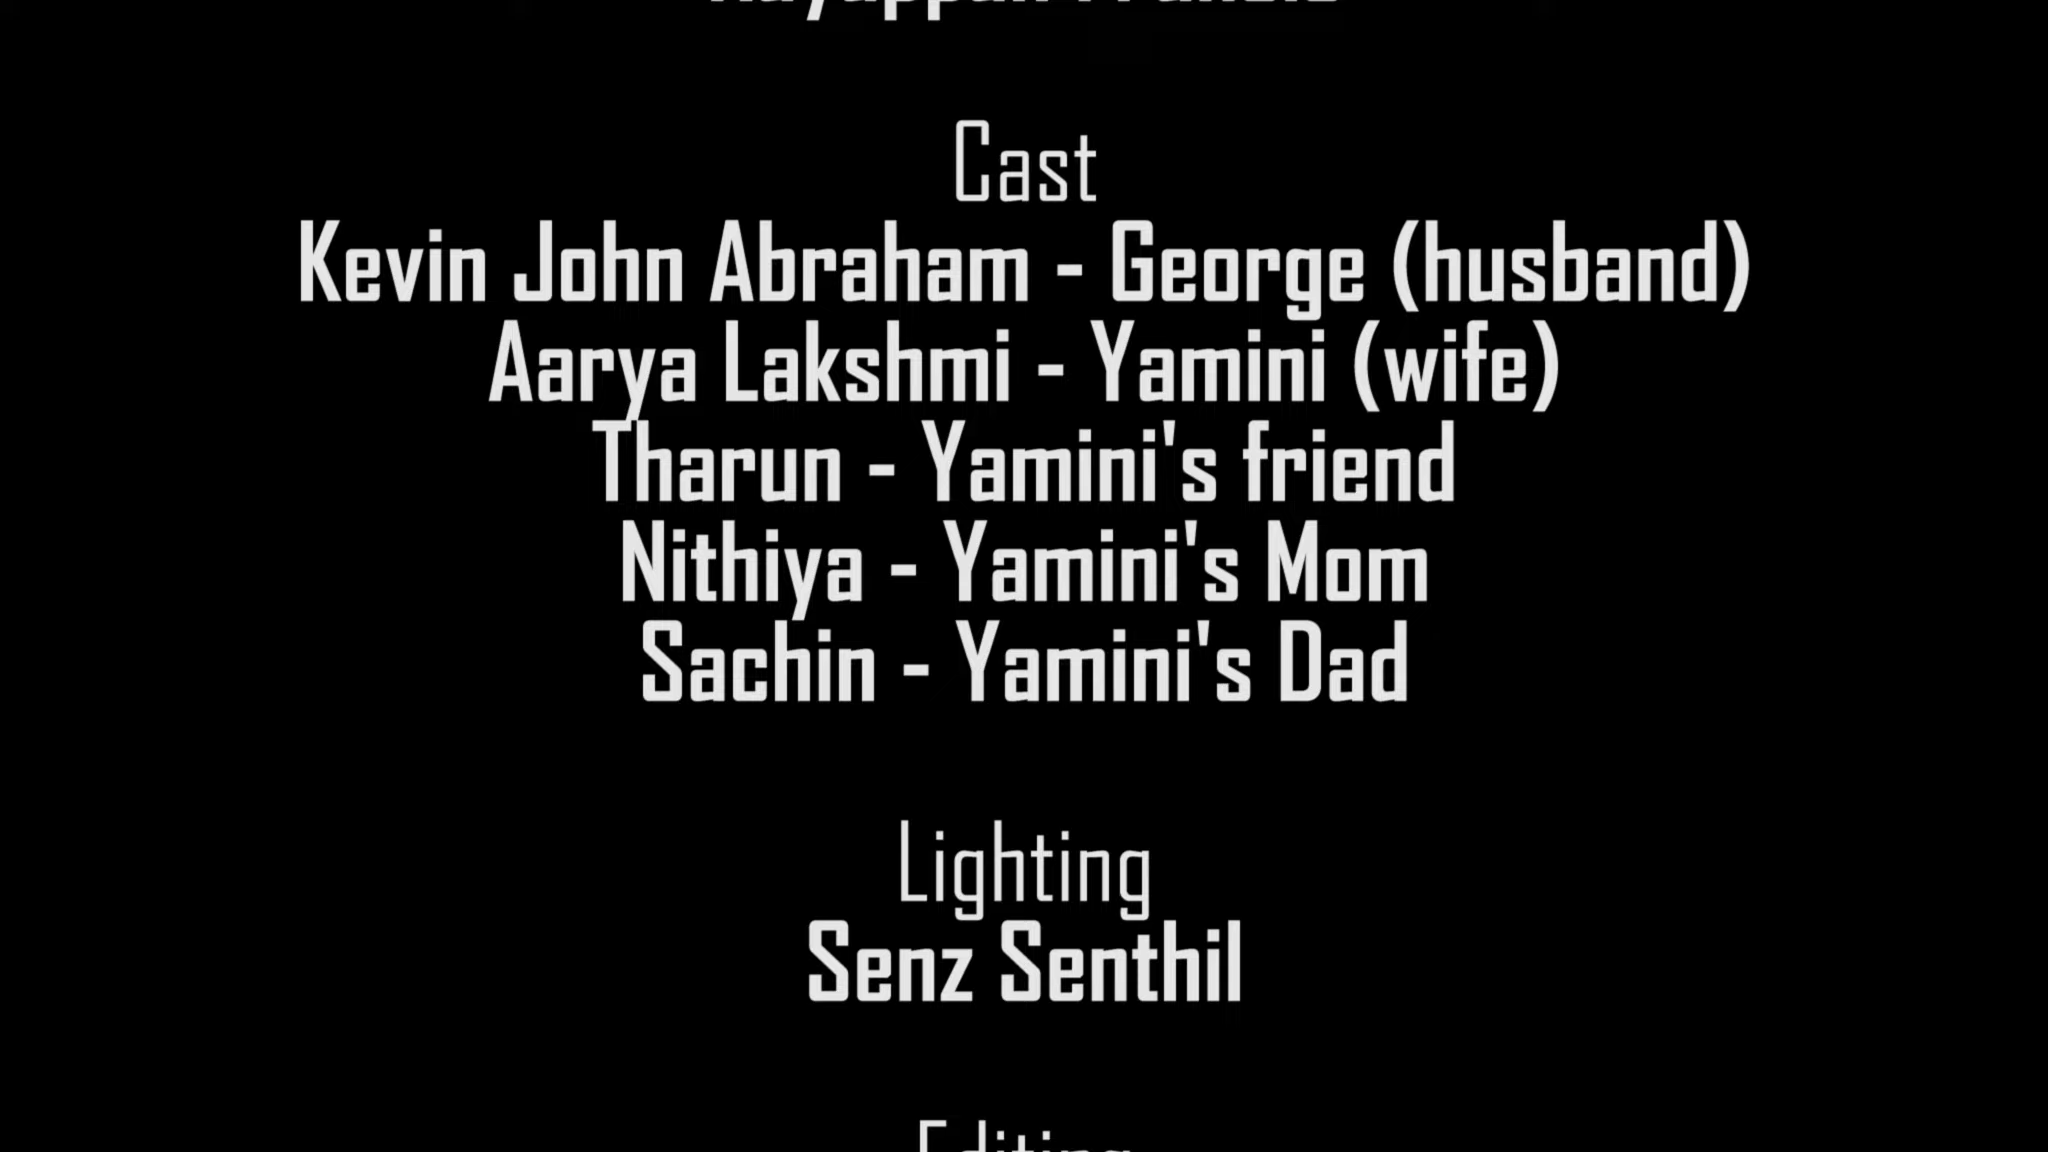 Cast
Kevin John Abraham - George (husband)
Aarya Lakshmi - Yamini (wife)
Tharun - Yamini's friend
Nithiya - Yamini's Mom
Sachin - Yamini's Dad
Lighting
Senz Senthil
Editing